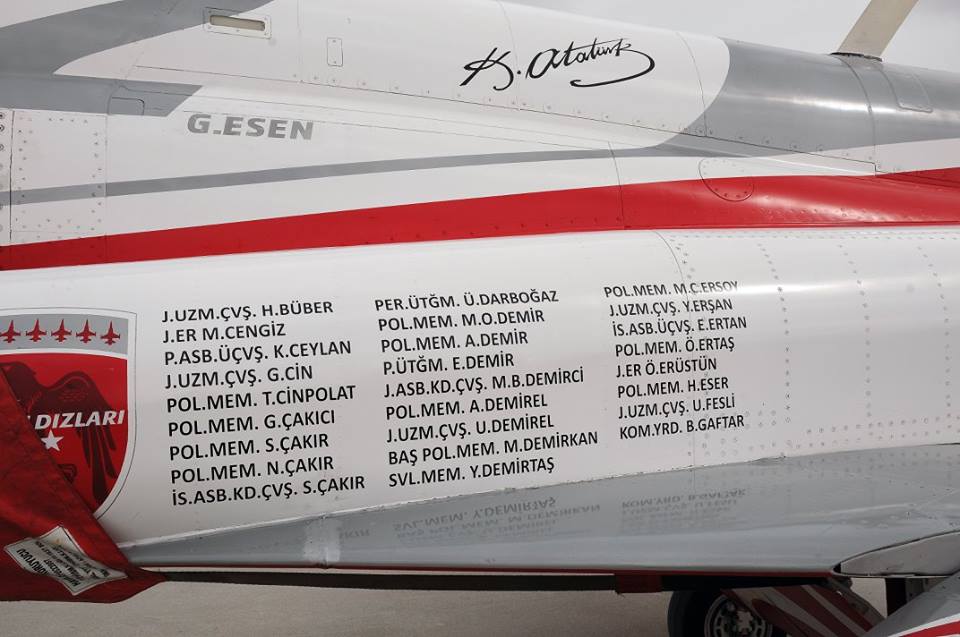 K. Atatürk
G.ESEN
J.UZM.ÇVŞ. H.BÜBER
J.ER M.CENGİZ
P.ASB.ÜÇVŞ. K.CEYLAN
J.UZM.ÇVŞ. G.CİN
POL.MEM. T.CİNPOLAT
POL.MEM. G.ÇAKICI
POL.MEM. S.ÇAKIR
POL.MEM. N.ÇAKIR
İS.ASB.KD.ÇVŞ. S.ÇAKIR
PER.ÜTĞM. Ü.DARBOĞAZ
POL.MEM. M.O.DEMİR
POL.MEM. A.DEMİR
P.ÜTĞM. E.DEMİR
J.ASB.KD.ÇVŞ. M.B.DEMİRCİ
POL.MEM. A.DEMIREL
J.UZM.ÇVŞ. U.DEMIREL
BAŞ POL.MEM. M.DEMİRKAN
SVL.MEM. Y.DEMİRTAŞ
POL.MEM. M.Ç.ERSOY
J.UZM.ÇVŞ. Y.ERŞAN
İS.ASB.ÜÇVŞ. E.ERTAN
POL.MEM. Ö.ERTAŞ
J.ER Ö.ERÜSTÜN
POL.MEM. H.ESER
J.UZM.ÇVŞ. U.FESLİ
KOM.YRD. B.GAFTAR
DIZLARI